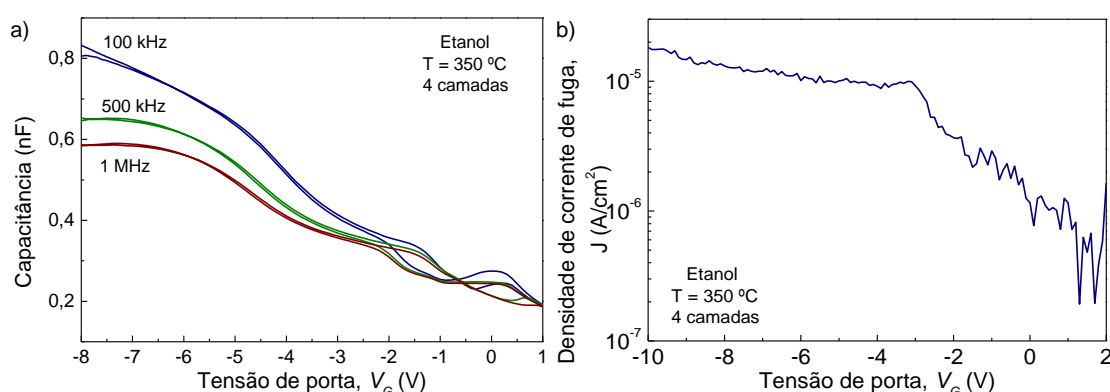 a)
Capacitância (nF)
0,8
0,6
0,4
0,2
100 kHz
500 kHz
1 MHz
Etanol
T = 350 ºC
4 camadas
-8 -7 -6 -5 -4 -3 -2 -1 0 1
Tensão de porta, V_G (V)
b)
Densidade de corrente de fuga,
J (A/cm²)
10⁻⁵
10⁻⁶
10⁻⁷
Etanol
T = 350 ºC
4 camadas
-10 -8 -6 -4 -2 0 2
Tensão de porta, V_G (V)